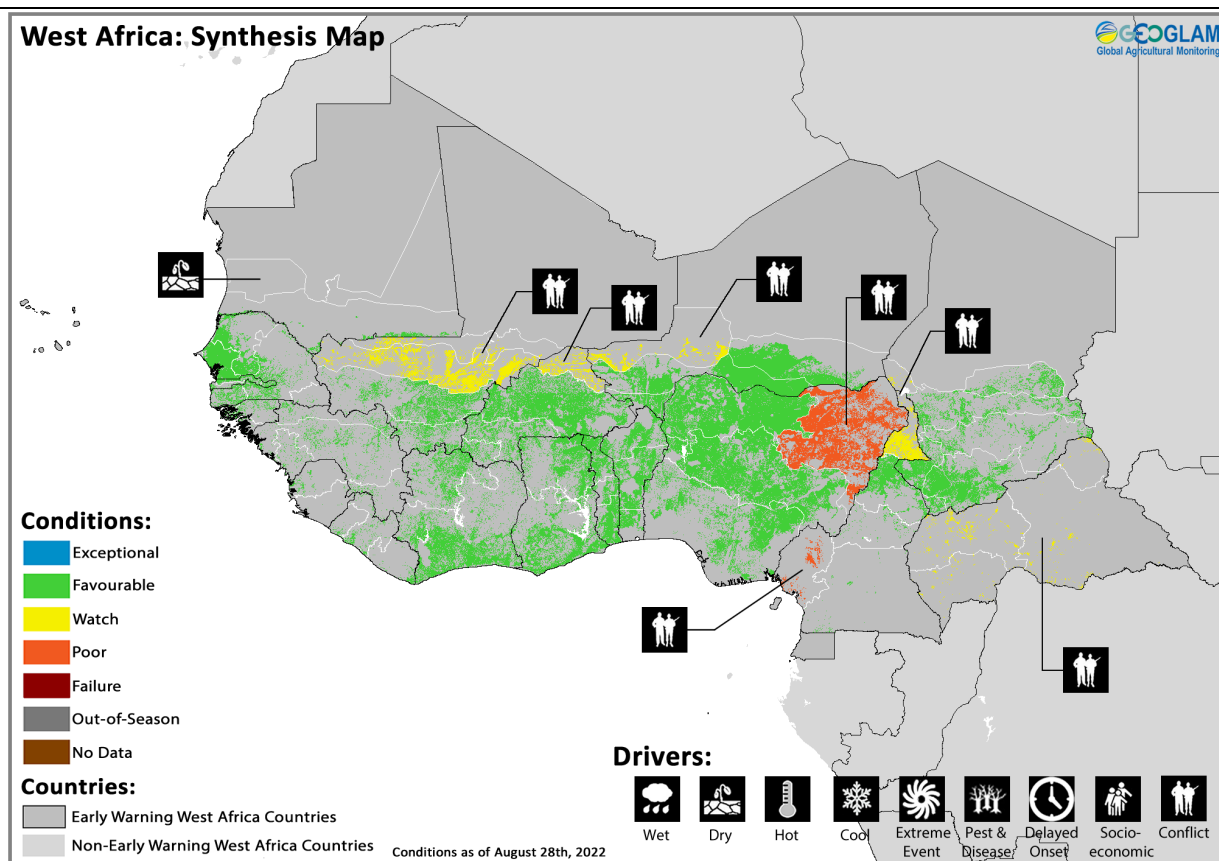 West Africa: Synthesis Map
GEOGLAM
Global Agricultural Monitoring
Conditions:
Exceptional
Favourable
Watch
Poor
Failure
Out-of-Season
No Data
Countries:
Early Warning West Africa Countries
Non-Early Warning West Africa Countries
Conditions as of August 28th, 2022
Drivers:
Wet
Dry
Hot
Cool
Extreme
Event
Pest &
Disease
Delayed
Onset
Socio-
economic
Conflict